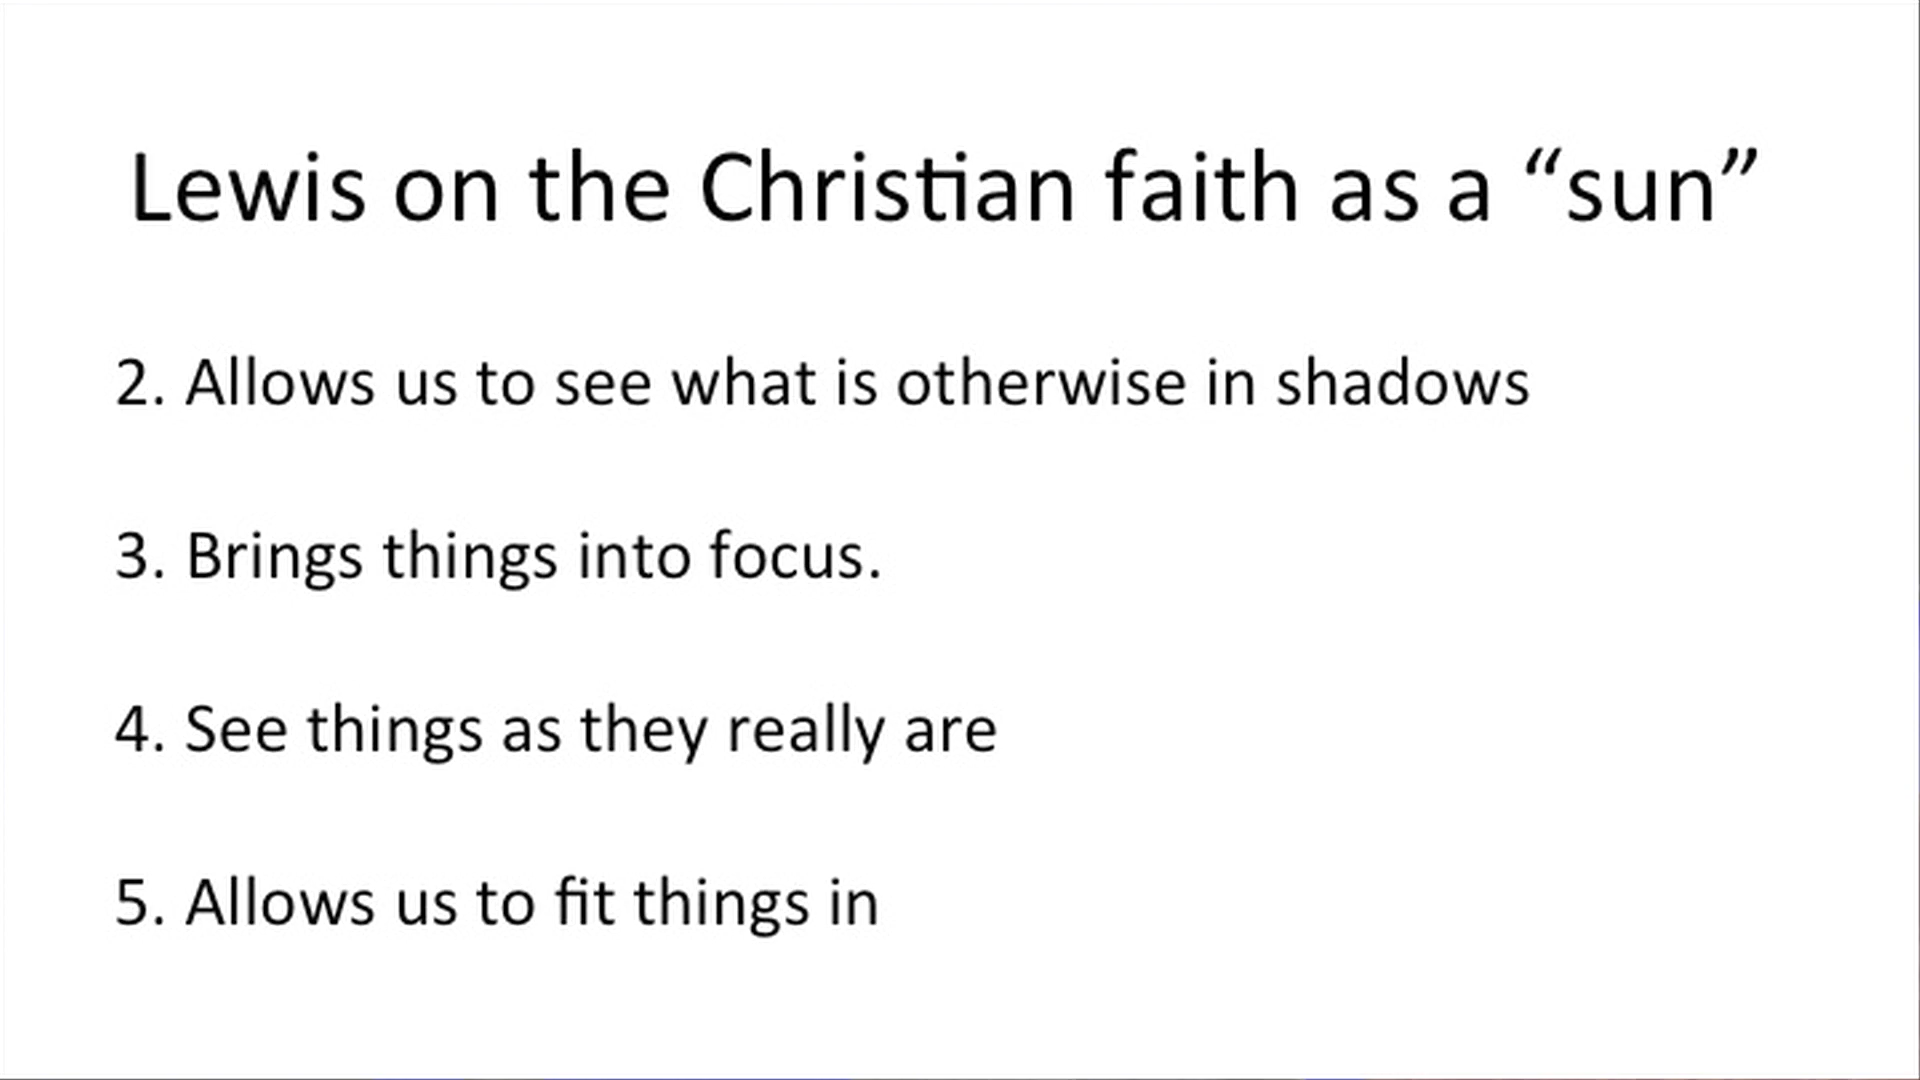 Lewis on the Christian faith as a “sun”
2. Allows us to see what is otherwise in shadows
3. Brings things into focus.
4. See things as they really are
5. Allows us to fit things in